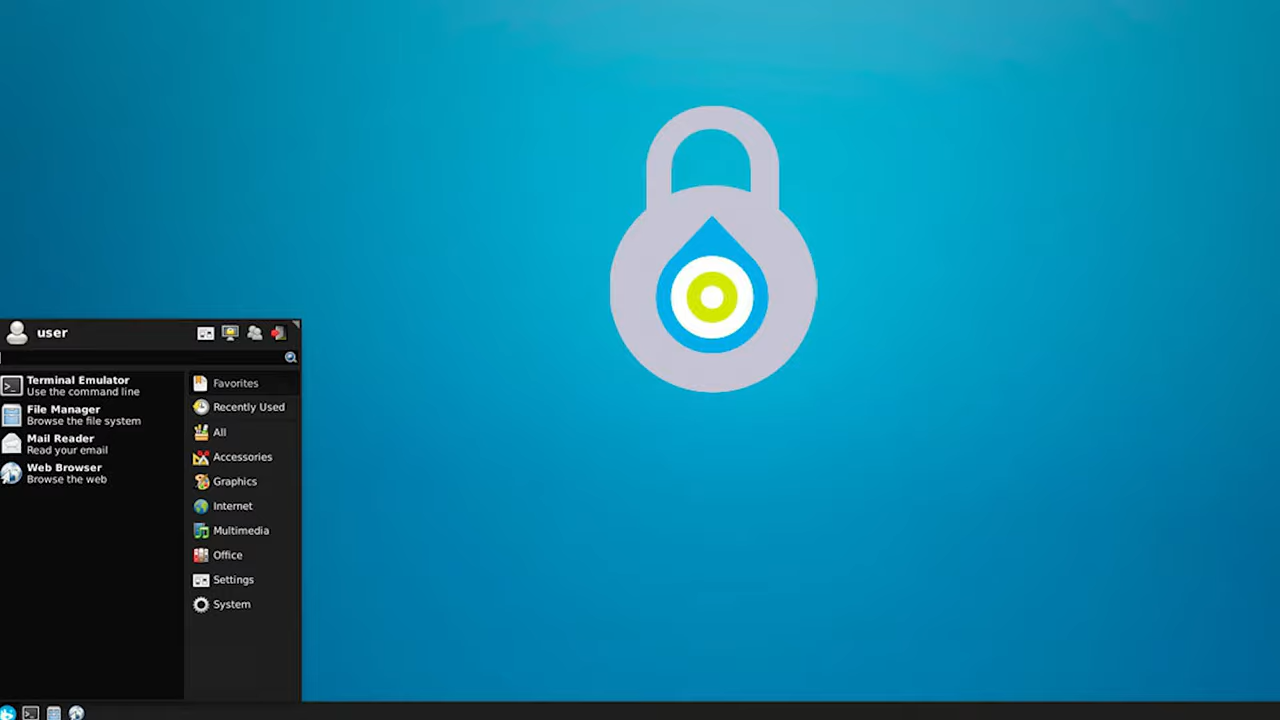 user
Terminal Emulator
Use the command line
File Manager
Browse the file system
Mail Reader
Read your email
Web Browser
Browse the web
Favorites
Recently Used
All
Accessories
Graphics
Internet
Multimedia
Office
Settings
System